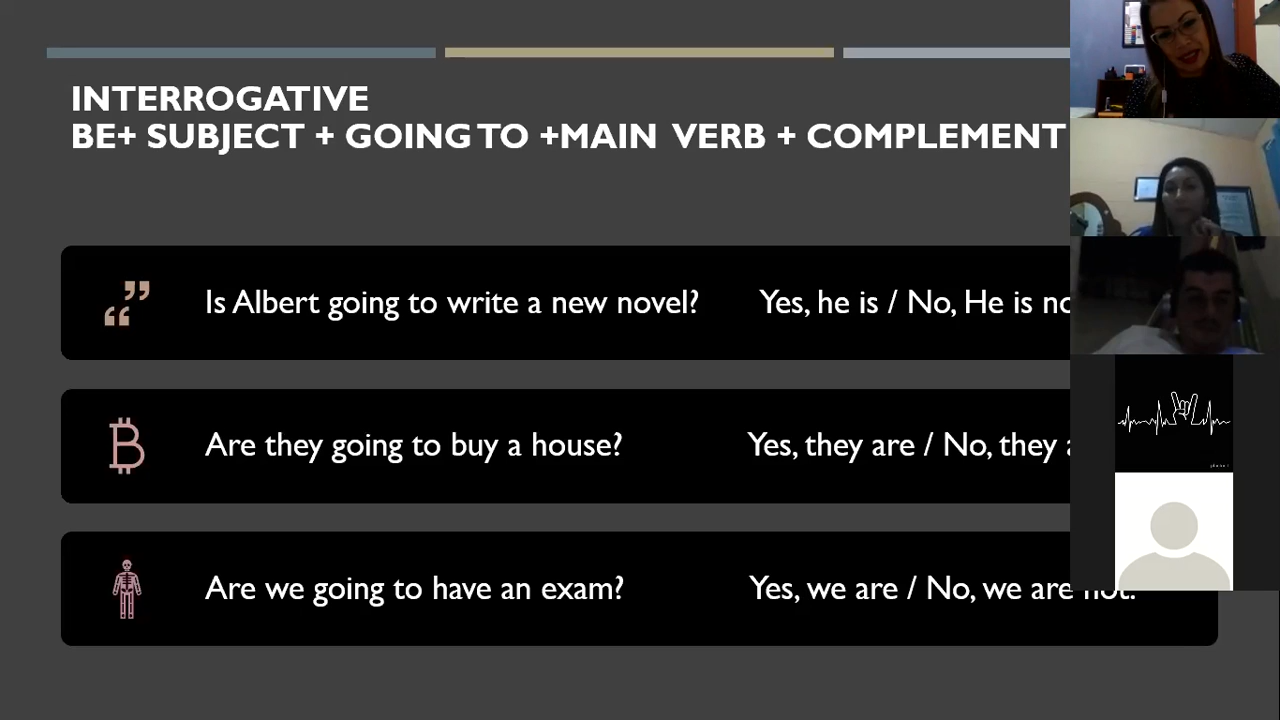 INTERROGATIVE
BE+ SUBJECT + GOING TO +MAIN VERB + COMPLEMENT
Is Albert going to write a new novel? Yes, he is / No, He is
Are they going to buy a house? Yes, they are / No, they
Are we going to have an exam? Yes, we are / No, we are not.